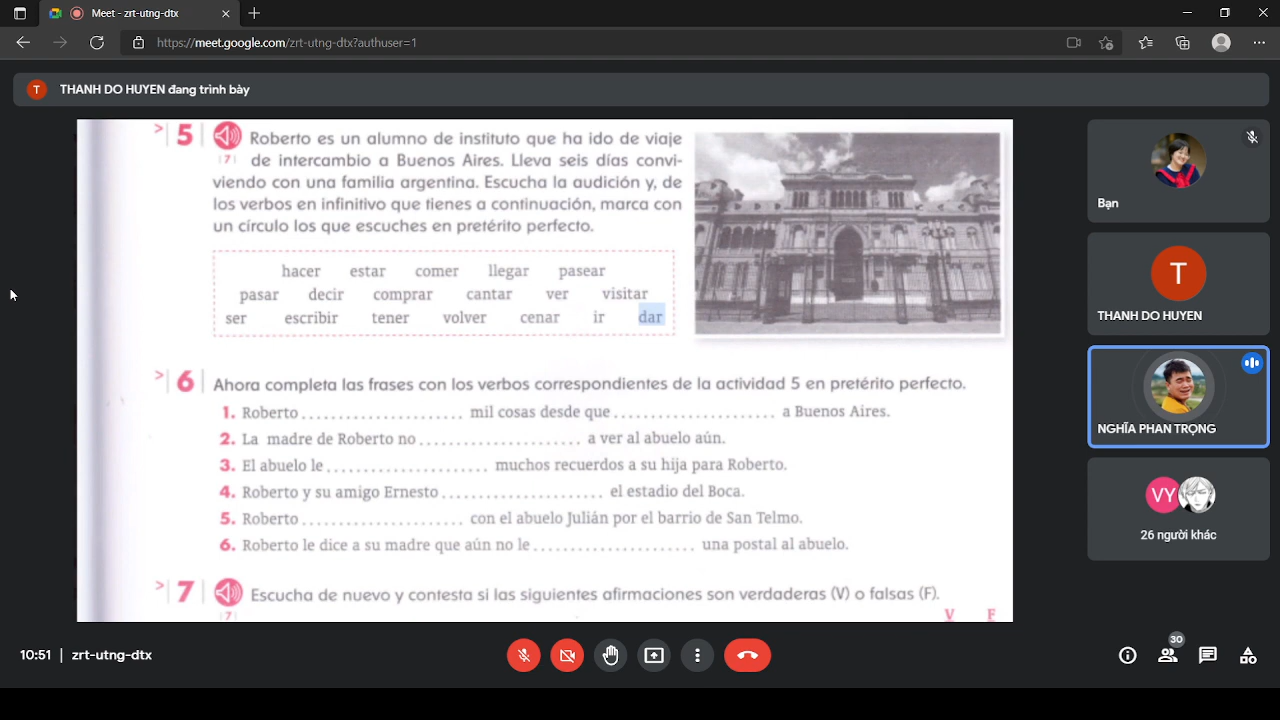 Meet - zrt-utng-dtx
https://meet.google.com/zrt-utng-dtx?authuser=1
T THANH DO HUYEN đang trình bày
> 5 Roberto es un alumno de instituto que ha ido de viaje
|7| de intercambio a Buenos Aires. Lleva seis días convi-
viendo con una familia argentina. Escucha la audición y, de
los verbos en infinitivo que tienes a continuación, marca con
un círculo los que escuches en pretérito perfecto.
hacer estar comer llegar pasear
pasar decir comprar cantar ver visitar
ser escribir tener volver cenar ir dar
> 6 Ahora completa las frases con los verbos correspondientes de la actividad 5 en pretérito perfecto.
1. Roberto ..................... mil cosas desde que ..................... a Buenos Aires.
2. La madre de Roberto no ..................... a ver al abuelo aún.
3. El abuelo le ..................... muchos recuerdos a su hija para Roberto.
4. Roberto y su amigo Ernesto ..................... el estadio del Boca.
5. Roberto ..................... con el abuelo Julián por el barrio de San Telmo.
6. Roberto le dice a su madre que aún no le ..................... una postal al abuelo.
> 7 Escucha de nuevo y contesta si las siguientes afirmaciones son verdaderas (V) o falsas (F).
|7|
V F
Bạn
T
THANH DO HUYEN
NGHĨA PHAN TRỌNG
VY
26 người khác
10:51 | zrt-utng-dtx
30